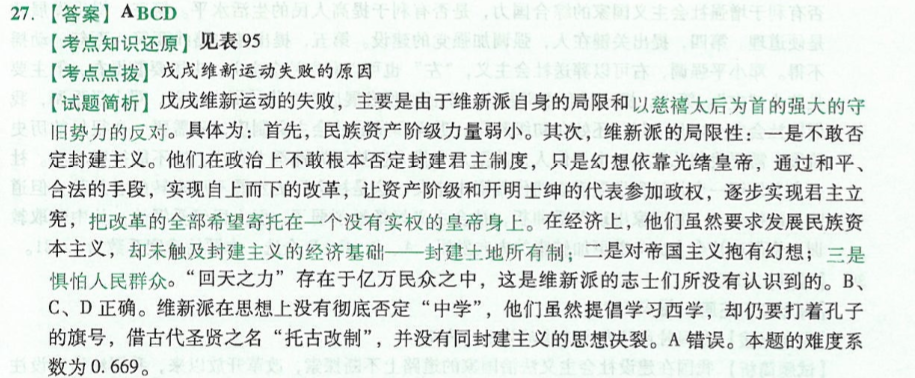 27. 【答案】ABCD
【考点知识还原】见表95
【考点点拨】戊戌维新运动失败的原因
【试题简析】戊戌维新运动的失败，主要是由于维新派自身的局限和以慈禧太后为首的强大的守
旧势力的反对。具体为：首先，民族资产阶级力量弱小。其次，维新派的局限性：一是不敢否
定封建主义。他们在政治上不敢根本否定封建君主制度，只是幻想依靠光绪皇帝，通过和平、
合法的手段，实现自上而下的改革，让资产阶级和开明士绅的代表参加政权，逐步实现君主立
宪，把改革的全部希望寄托在一个没有实权的皇帝身上。在经济上，他们虽然要求发展民族资
本主义，却未触及封建主义的经济基础——封建土地所有制；二是对帝国主义抱有幻想；三是
惧怕人民群众。“回天之力”存在于亿万民众之中，这是维新派的志士们所没有认识到的。B、
C、D正确。维新派在思想上没有彻底否定“中学”，他们虽然提倡学习西学，却仍要打着孔子
的旗号，借古代圣贤之名“托古改制”，并没有同封建主义的思想决裂。A错误。本题的难度系
数为0.669。